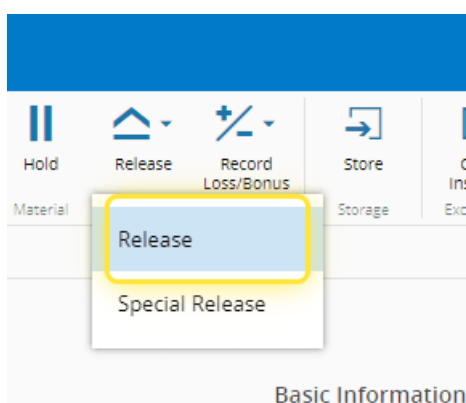 Hold
Release
Record
Loss/Bonus
Store
Material
Storage
Release
Special Release
Basic Information